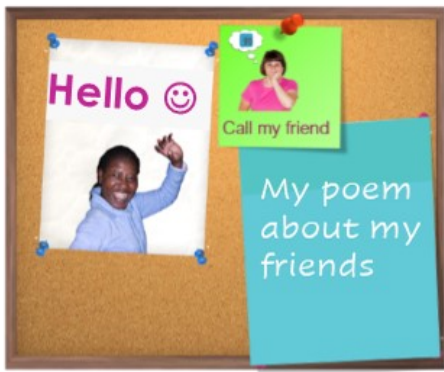 Hello ☺
Call my friend
My poem
about my
friends